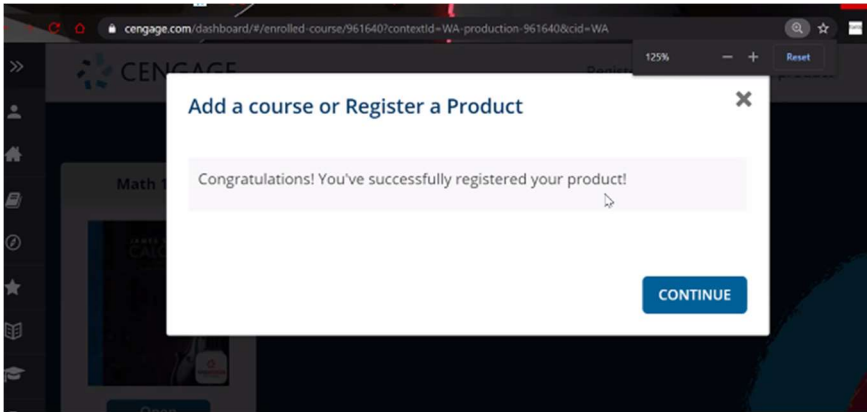 cengage.com/dashboard/#/enrolled-course/961640?contextId=WA-production-961640&cid=WA
125% − + Reset
CENGAGE
Add a course or Register a Product
Math 1
Congratulations! You've successfully registered your product!
CONTINUE
Open